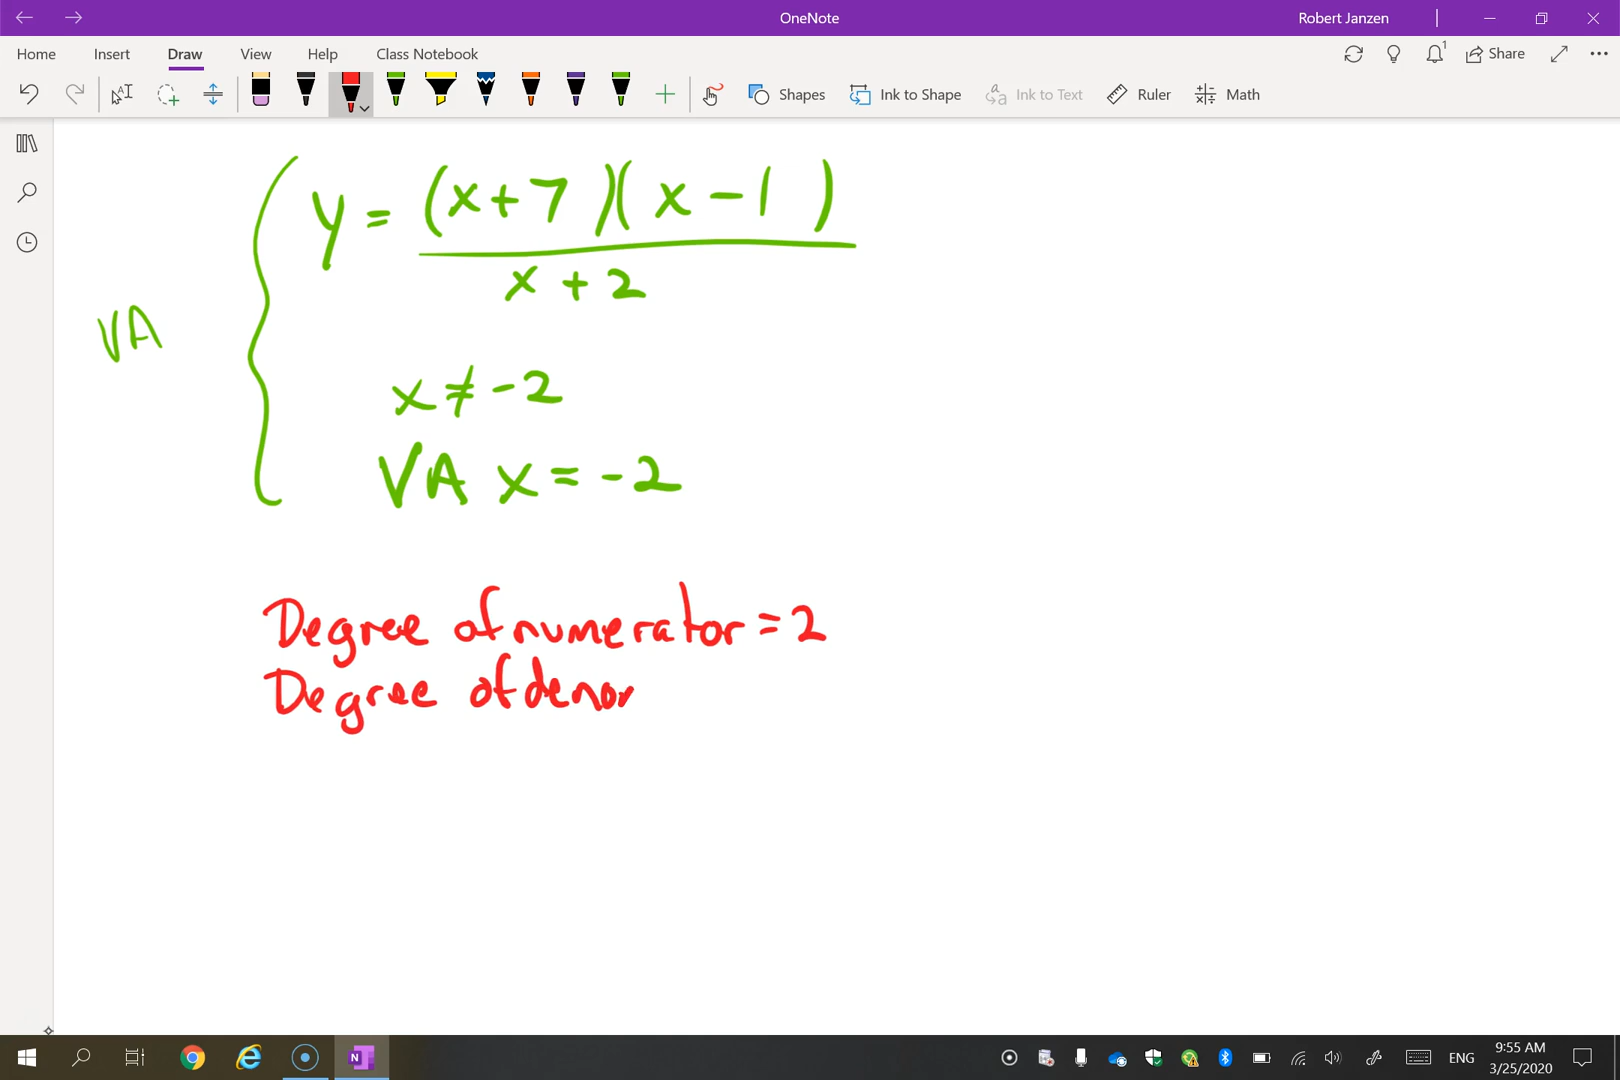 OneNote
Robert Janzen
Home Insert Draw View Help Class Notebook
1
Share
Shapes Ink to Shape Ink to Text Ruler Math
y = (x+7)(x-1)
x + 2
VA
x ≠ -2
VA x = -2
Degree of numerator = 2
Degree of denor
ENG
9:55 AM
3/25/2020